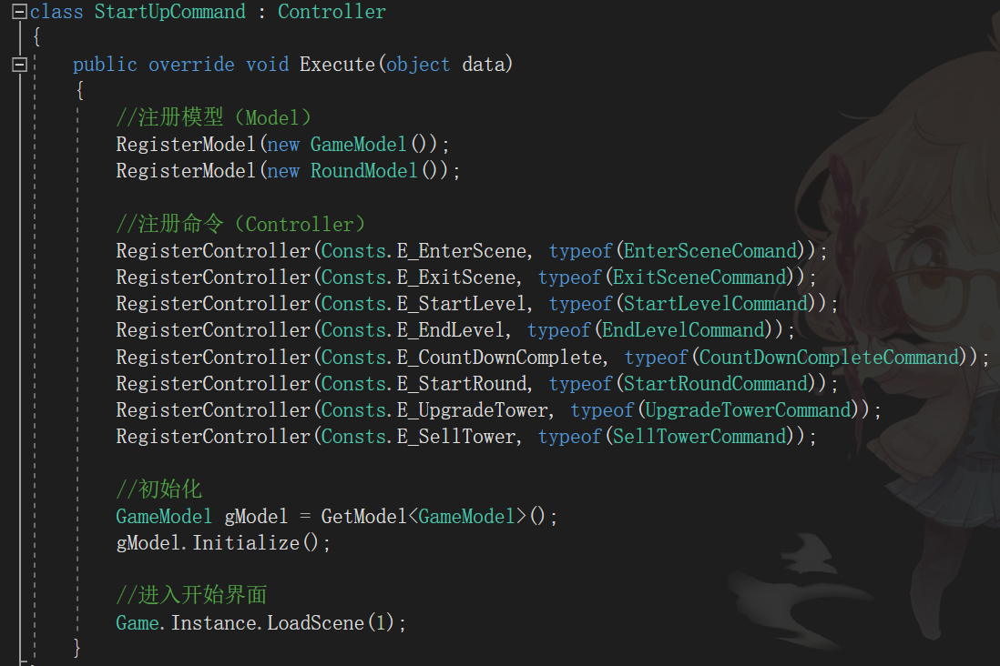 class StartUpCommand : Controller
{
public override void Execute(object data)
{
//注册模型（Model）
RegisterModel(new GameModel());
RegisterModel(new RoundModel());
//注册命令（Controller）
RegisterController(Consts.E_EnterScene, typeof(EnterSceneComand));
RegisterController(Consts.E_ExitScene, typeof(ExitSceneCommand));
RegisterController(Consts.E_StartLevel, typeof(StartLevelCommand));
RegisterController(Consts.E_EndLevel, typeof(EndLevelCommand));
RegisterController(Consts.E_CountDownComplete, typeof(CountDownCompleteCommand));
RegisterController(Consts.E_StartRound, typeof(StartRoundCommand));
RegisterController(Consts.E_UpgradeTower, typeof(UpgradeTowerCommand));
RegisterController(Consts.E_SellTower, typeof(SellTowerCommand));
//初始化
GameModel gModel = GetModel<GameModel>();
gModel.Initialize();
//进入开始界面
Game.Instance.LoadScene(1);
}